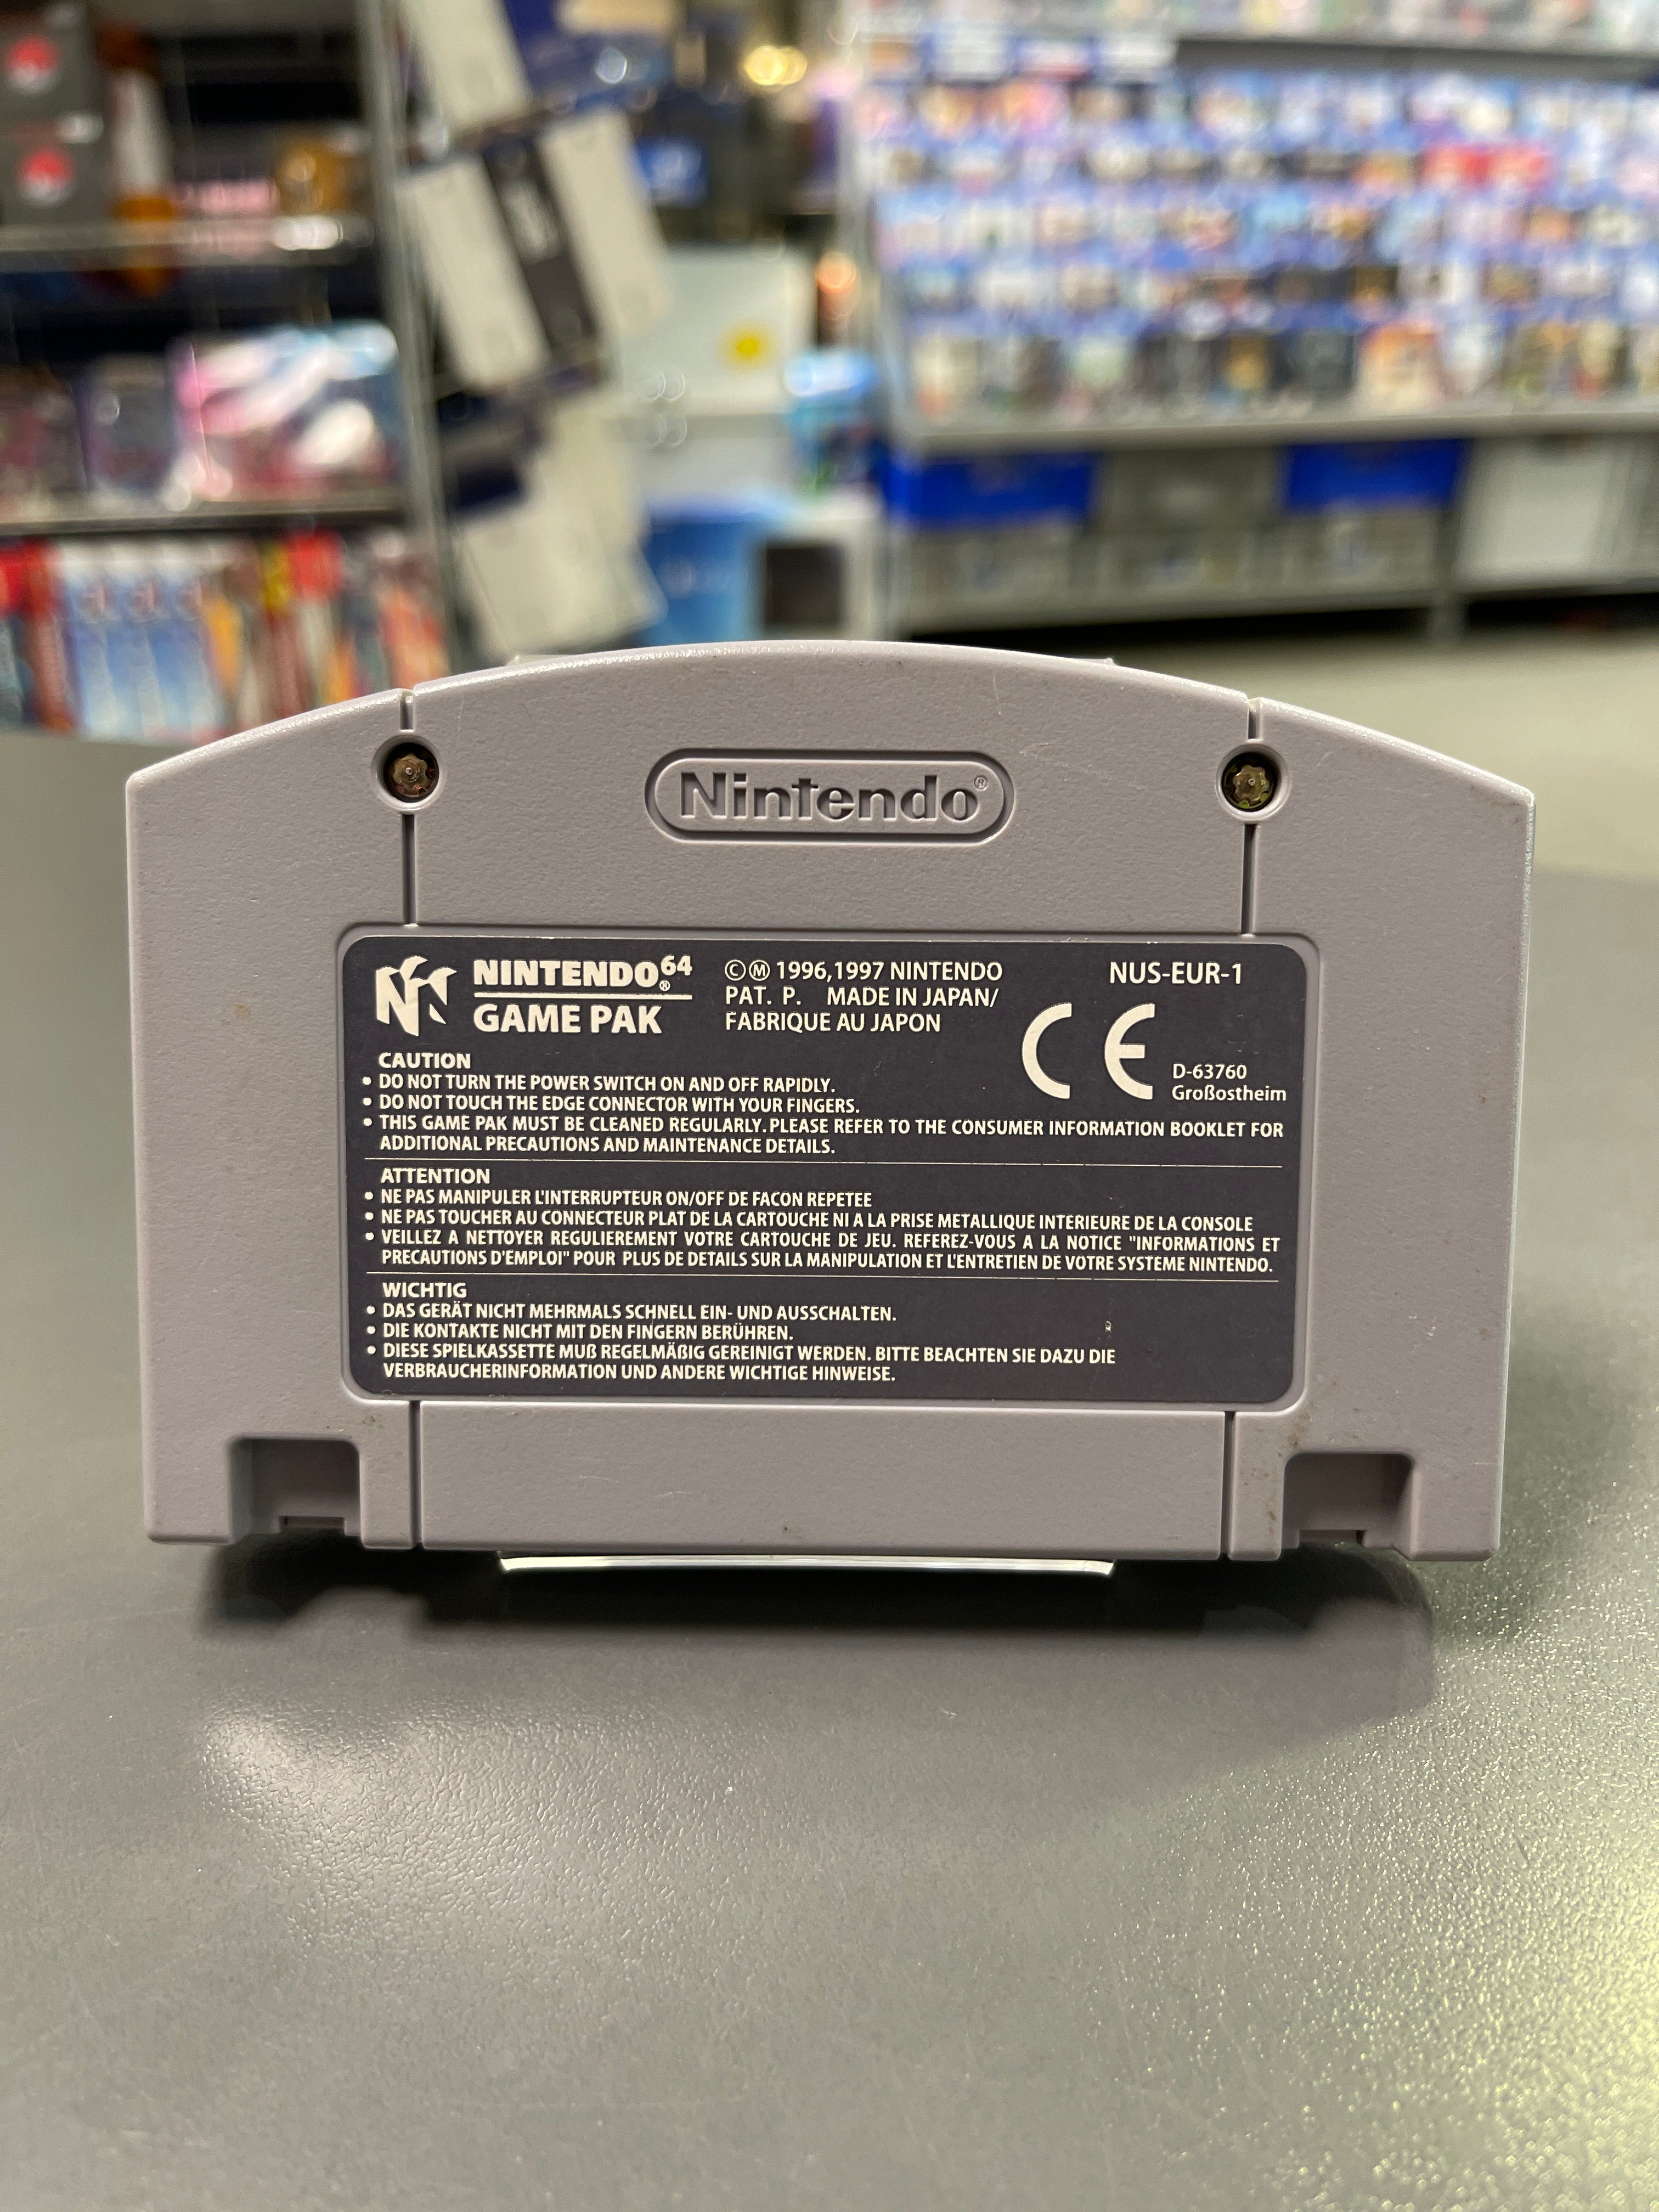 Nintendo®
NINTENDO 64®
GAME PAK
©Ⓜ 1996,1997 NINTENDO
PAT. P. MADE IN JAPAN/
FABRIQUE AU JAPON
NUS-EUR-1
CE
D-63760
Großostheim
CAUTION
• DO NOT TURN THE POWER SWITCH ON AND OFF RAPIDLY.
• DO NOT TOUCH THE EDGE CONNECTOR WITH YOUR FINGERS.
• THIS GAME PAK MUST BE CLEANED REGULARLY. PLEASE REFER TO THE CONSUMER INFORMATION BOOKLET FOR
ADDITIONAL PRECAUTIONS AND MAINTENANCE DETAILS.
ATTENTION
• NE PAS MANIPULER L'INTERRUPTEUR ON/OFF DE FACON REPETEE
• NE PAS TOUCHER AU CONNECTEUR PLAT DE LA CARTOUCHE NI A LA PRISE METALLIQUE INTERIEURE DE LA CONSOLE
• VEILLEZ A NETTOYER REGULIEREMENT VOTRE CARTOUCHE DE JEU. REFEREZ-VOUS A LA NOTICE "INFORMATIONS ET
PRECAUTIONS D'EMPLOI" POUR PLUS DE DETAILS SUR LA MANIPULATION ET L'ENTRETIEN DE VOTRE SYSTEME NINTENDO.
WICHTIG
• DAS GERÄT NICHT MEHRMALS SCHNELL EIN- UND AUSSCHALTEN.
• DIE KONTAKTE NICHT MIT DEN FINGERN BERÜHREN.
• DIESE SPIELKASSETTE MUß REGELMÄßIG GEREINIGT WERDEN. BITTE BEACHTEN SIE DAZU DIE
VERBRAUCHERINFORMATION UND ANDERE WICHTIGE HINWEISE.